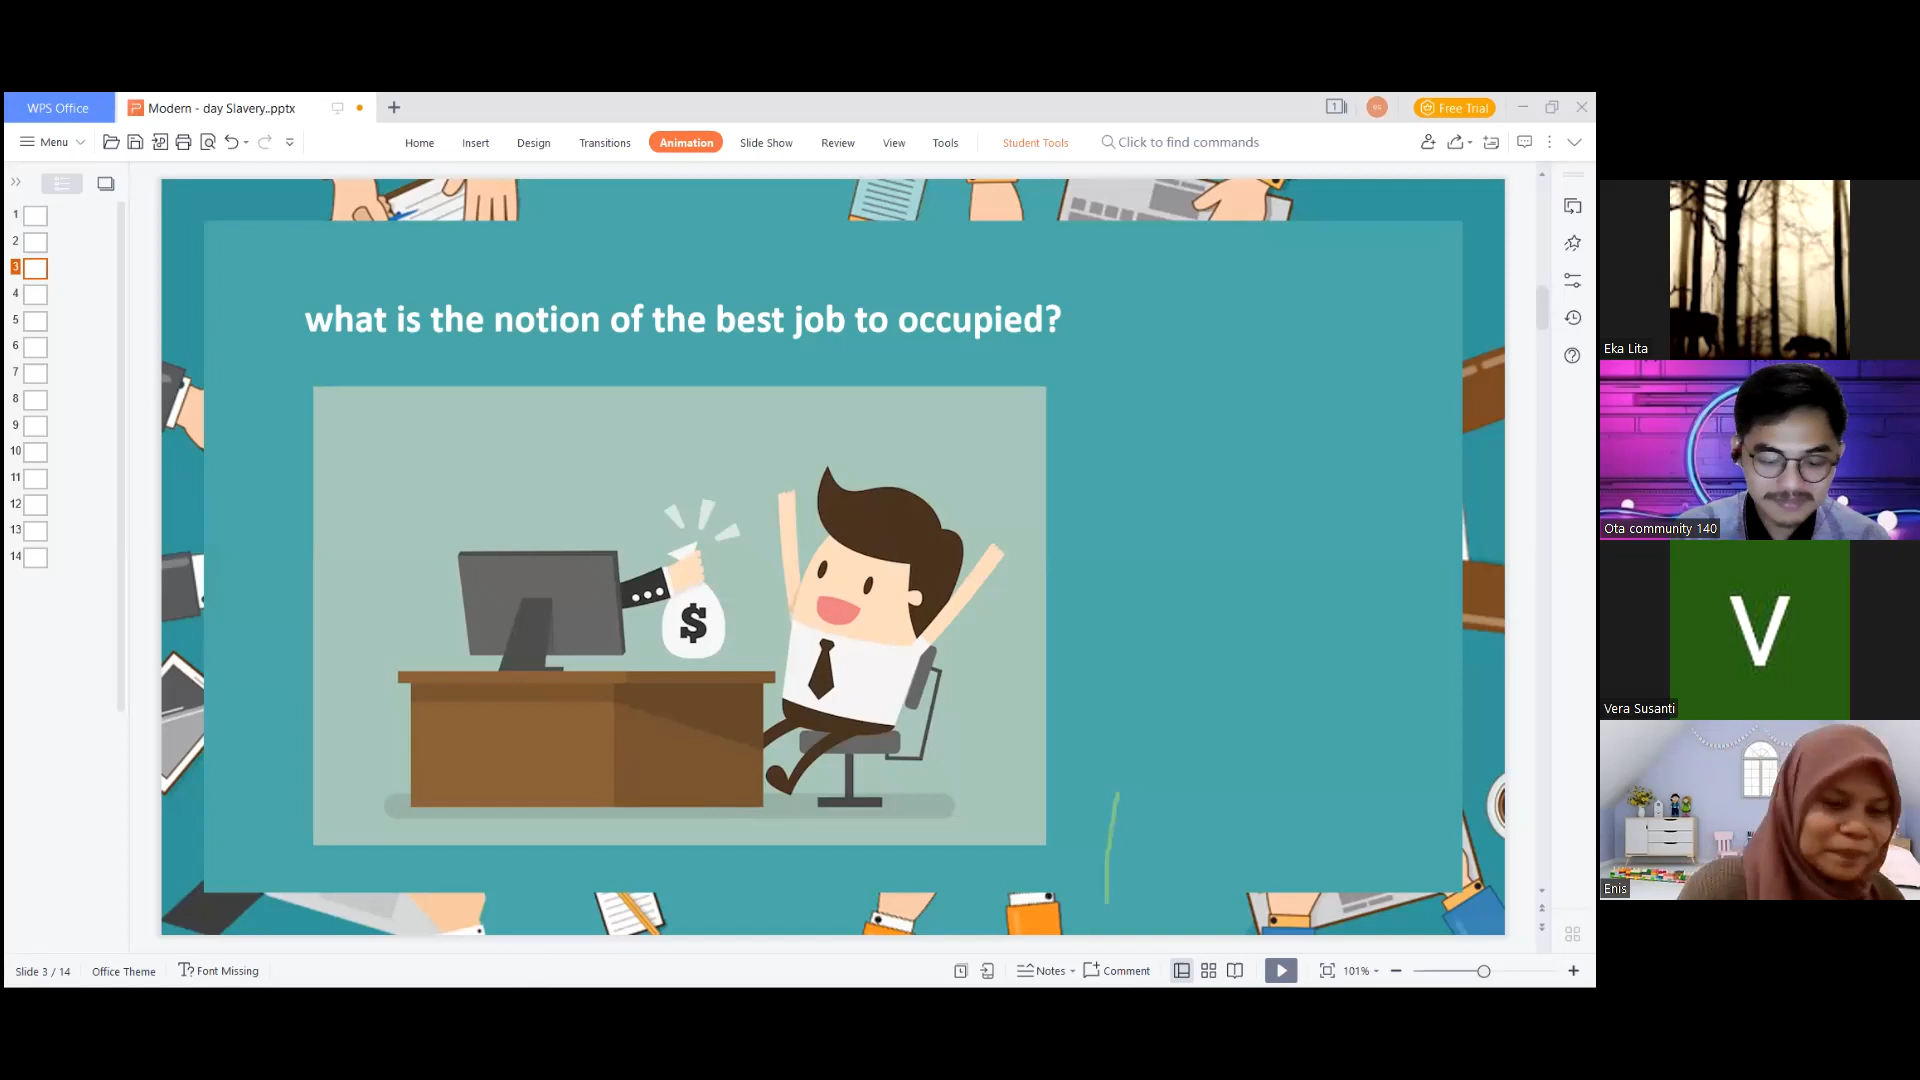 WPS Office
Modern - day Slavery..pptx
1
Free Trial
Menu
Home
Insert
Design
Transitions
Animation
Slide Show
Review
View
Tools
Student Tools
Click to find commands
1
2
3
4
5
6
7
8
9
10
11
12
13
14
what is the notion of the best job to occupied?
$
Eka Lita
Ota community 140
V
Vera Susanti
Enis
Slide 3 / 14
Office Theme
Font Missing
Notes
Comment
101%